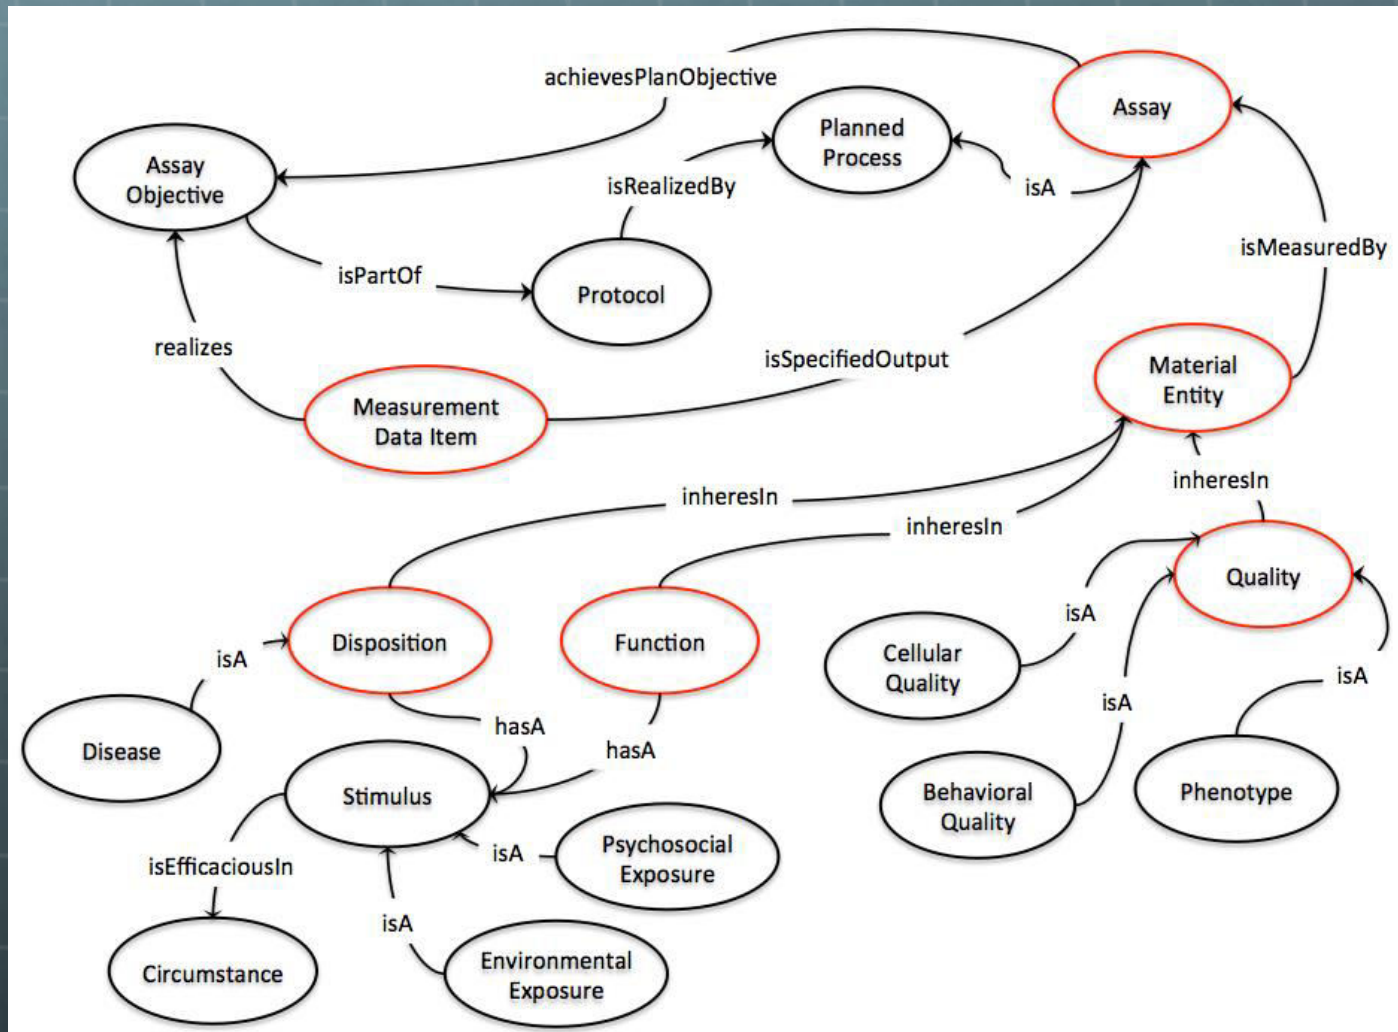 achievesPlanObjective
Assay
Planned
Process
Assay
Objective
isRealizedBy
isA
isMeasuredBy
isPartOf
Protocol
realizes
isSpecifiedOutput
Material
Entity
Measurement
Data Item
inheresIn
inheresIn
inheresIn
Quality
isA
Disposition
Function
isA
Cellular
Quality
isA
isA
hasA
hasA
Disease
Stimulus
Behavioral
Quality
Phenotype
isEfficaciousIn
isA
Psychosocial
Exposure
isA
Circumstance
Environmental
Exposure